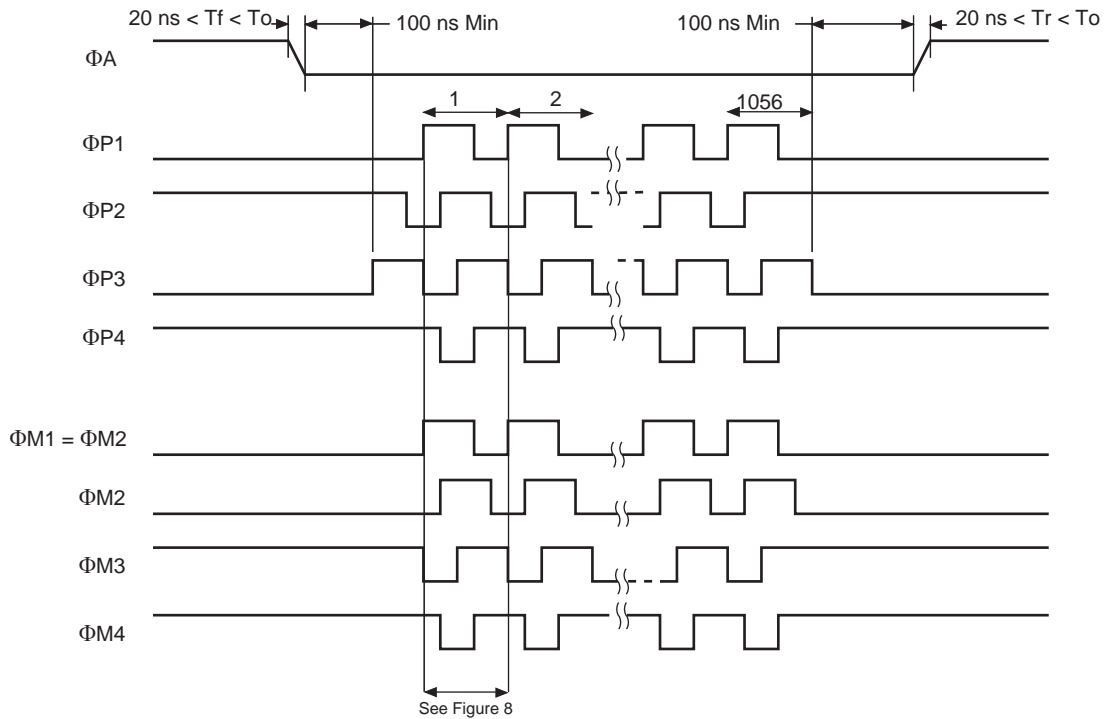 20 ns < Tf < To
100 ns Min
100 ns Min
20 ns < Tr < To
ΦA
1
2
1056
ΦP1
ΦP2
ΦP3
ΦP4
ΦM1 = ΦM2
ΦM2
ΦM3
ΦM4
See Figure 8